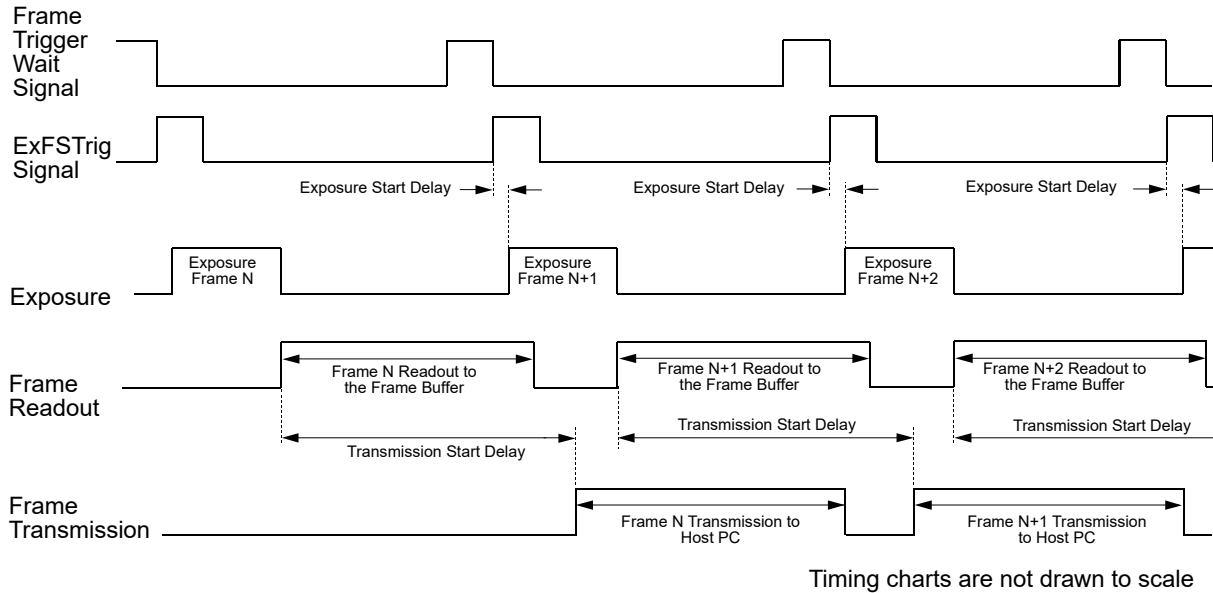 Frame
Trigger
Wait
Signal
ExFSTrig
Signal
Exposure Start Delay
Exposure Start Delay
Exposure Start Delay
Exposure
Frame N
Exposure
Frame N+1
Exposure
Frame N+2
Exposure
Frame N Readout to
the Frame Buffer
Frame N+1 Readout to
the Frame Buffer
Frame N+2 Readout to
the Frame Buffer
Frame
Readout
Transmission Start Delay
Transmission Start Delay
Transmission Start Delay
Frame
Transmission
Frame N Transmission to
Host PC
Frame N+1 Transmission
to Host PC
Timing charts are not drawn to scale